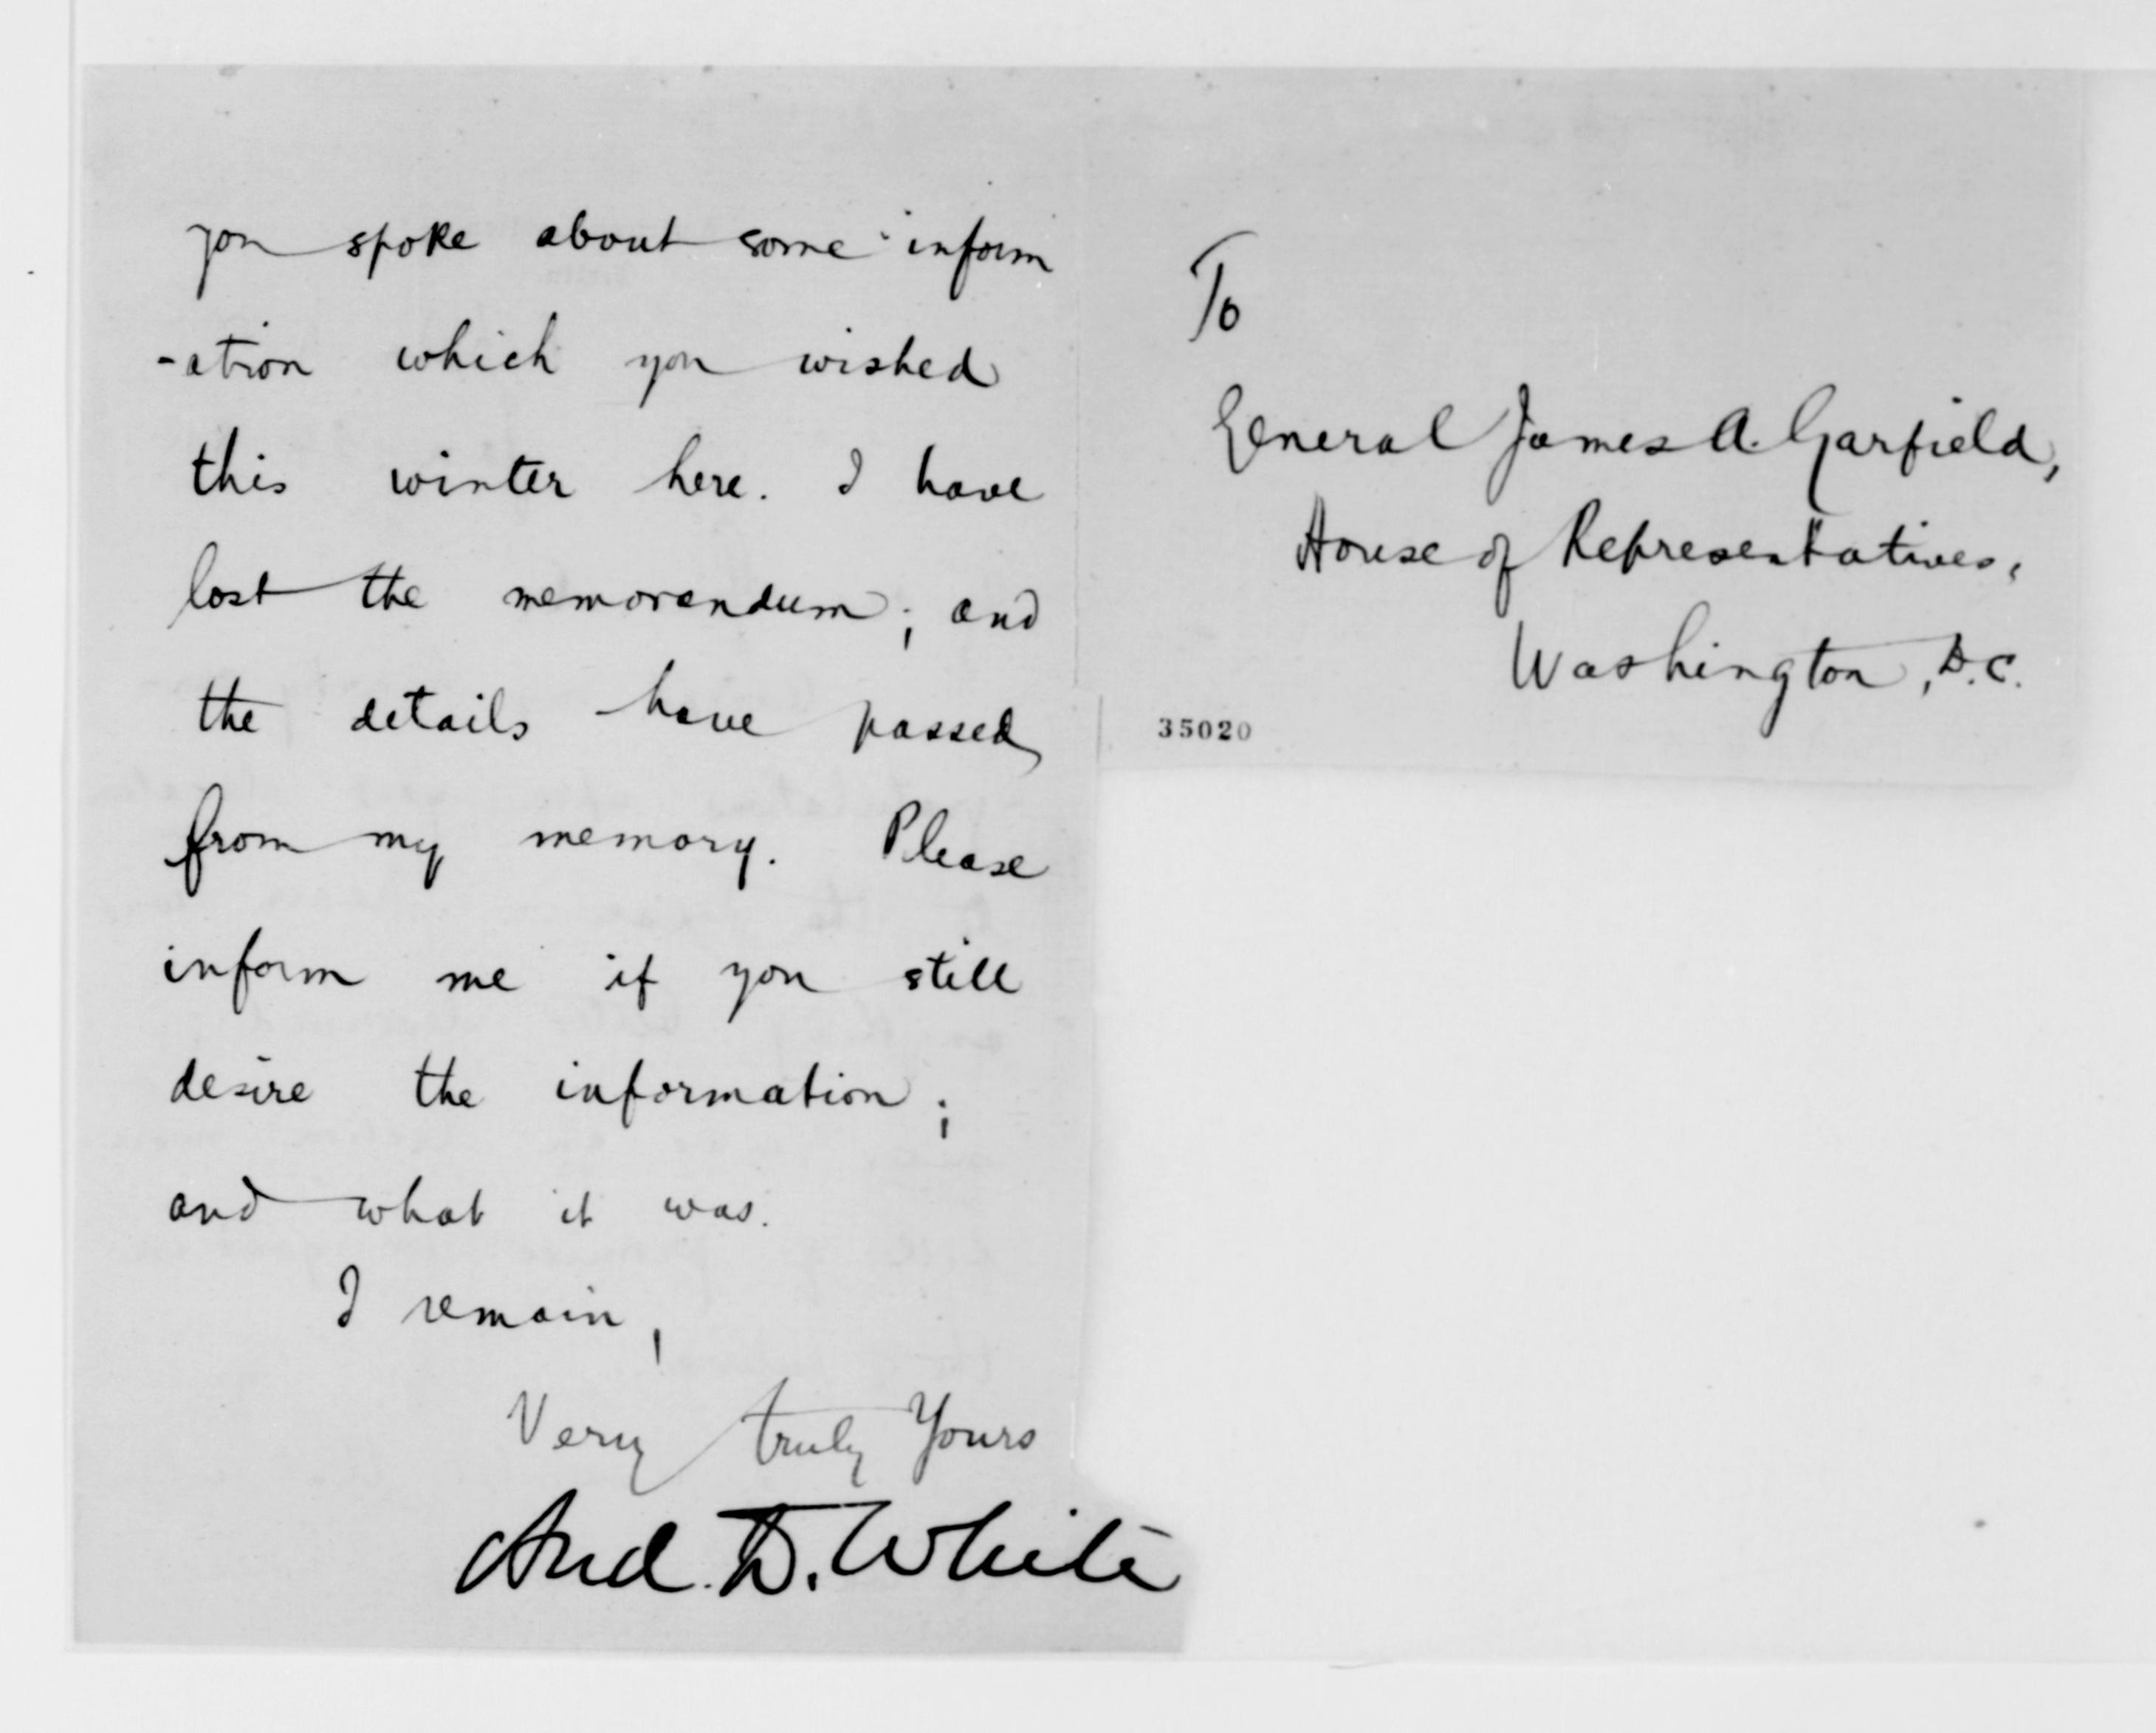 you spoke about some inform
-ation which you wished
this winter here. I have
lost the memorandum; and
the details have passed
from my memory. Please
inform me if you still
desire the information;
and what it was.
I remain,
Very truly Yours
And. D. White
To
General James A. Garfield,
House of Representatives,
Washington, D.C.
35020